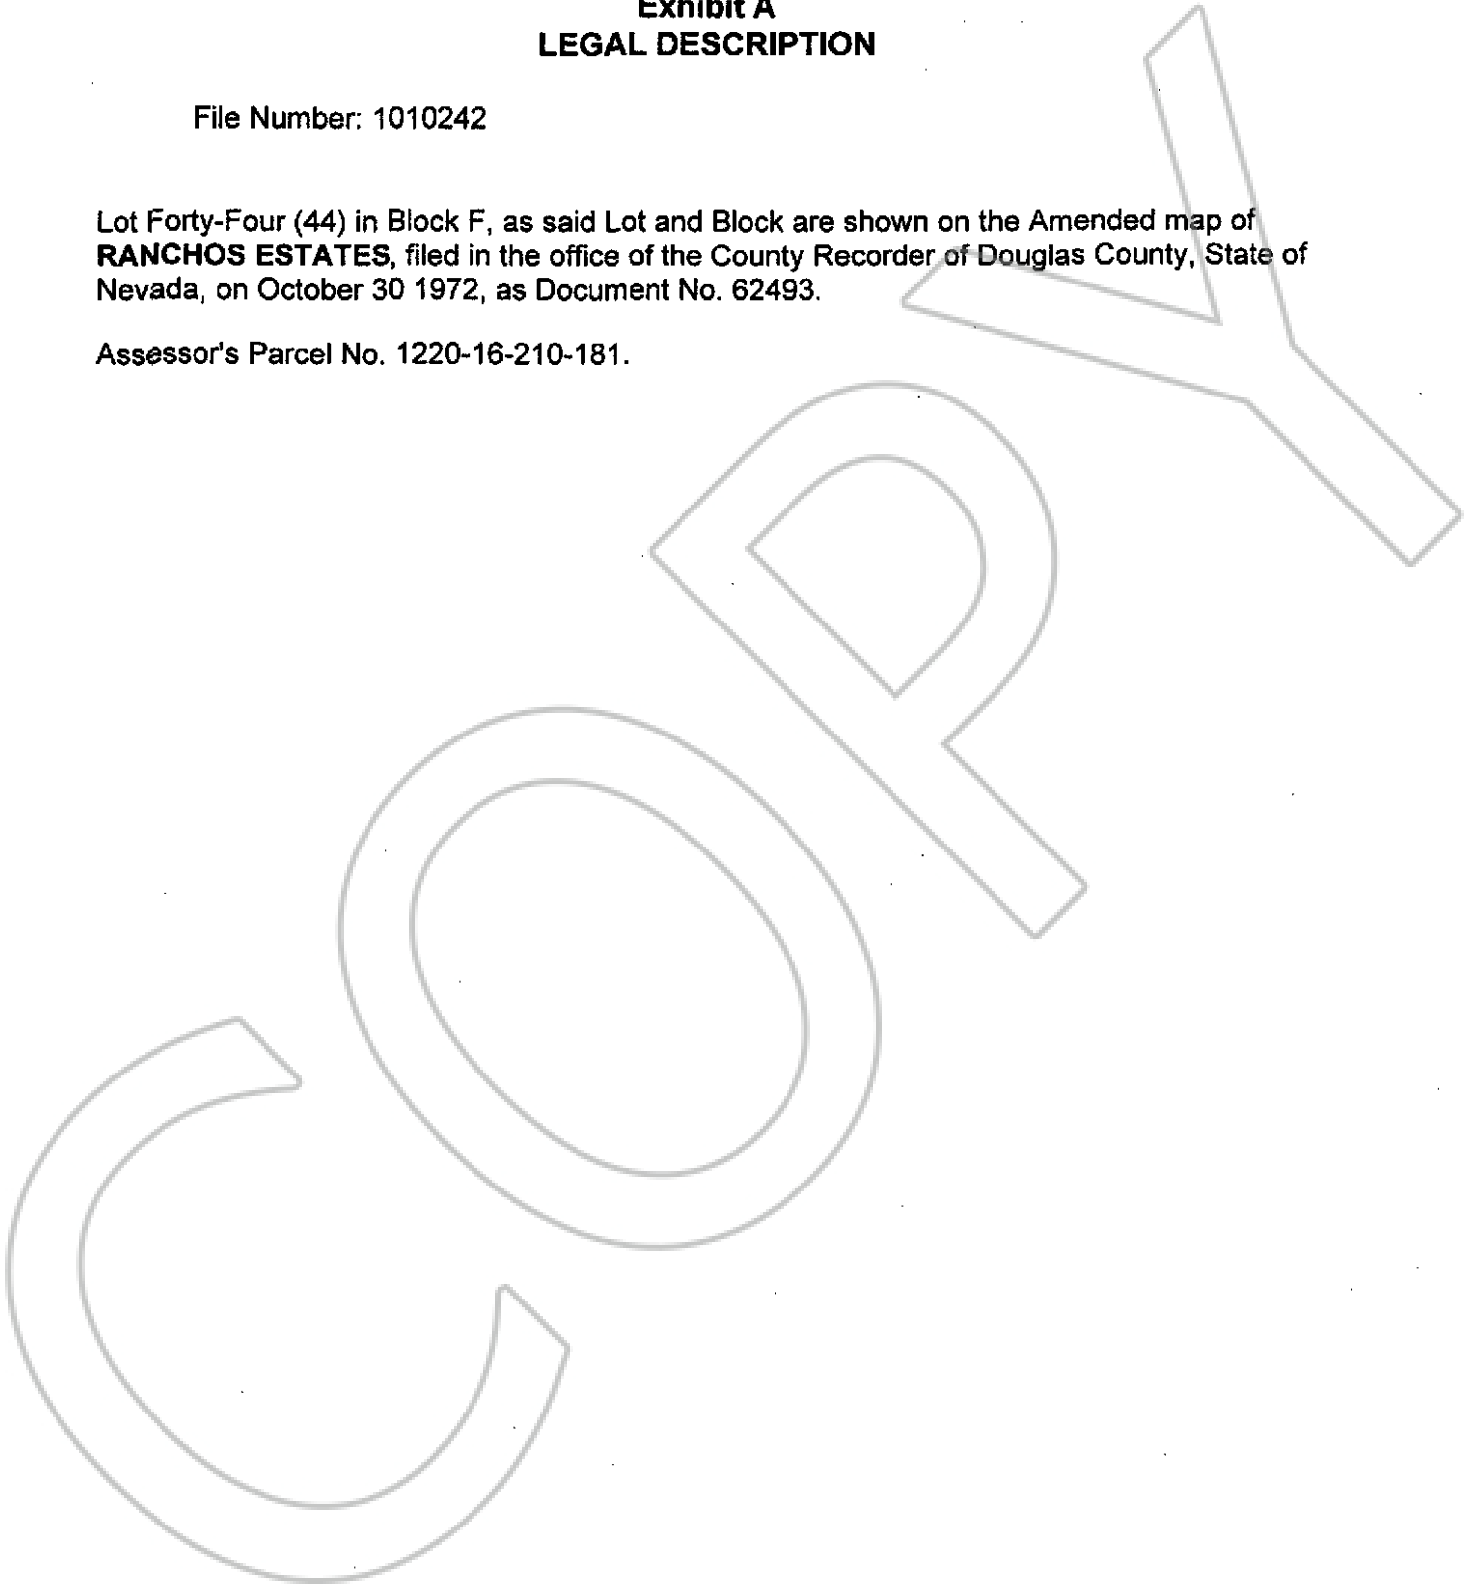 Exhibit A
LEGAL DESCRIPTION
File Number: 1010242
Lot Forty-Four (44) in Block F, as said Lot and Block are shown on the Amended map of
RANCHOS ESTATES, filed in the office of the County Recorder of Douglas County, State of
Nevada, on October 30 1972, as Document No. 62493.
Assessor's Parcel No. 1220-16-210-181.
COPY